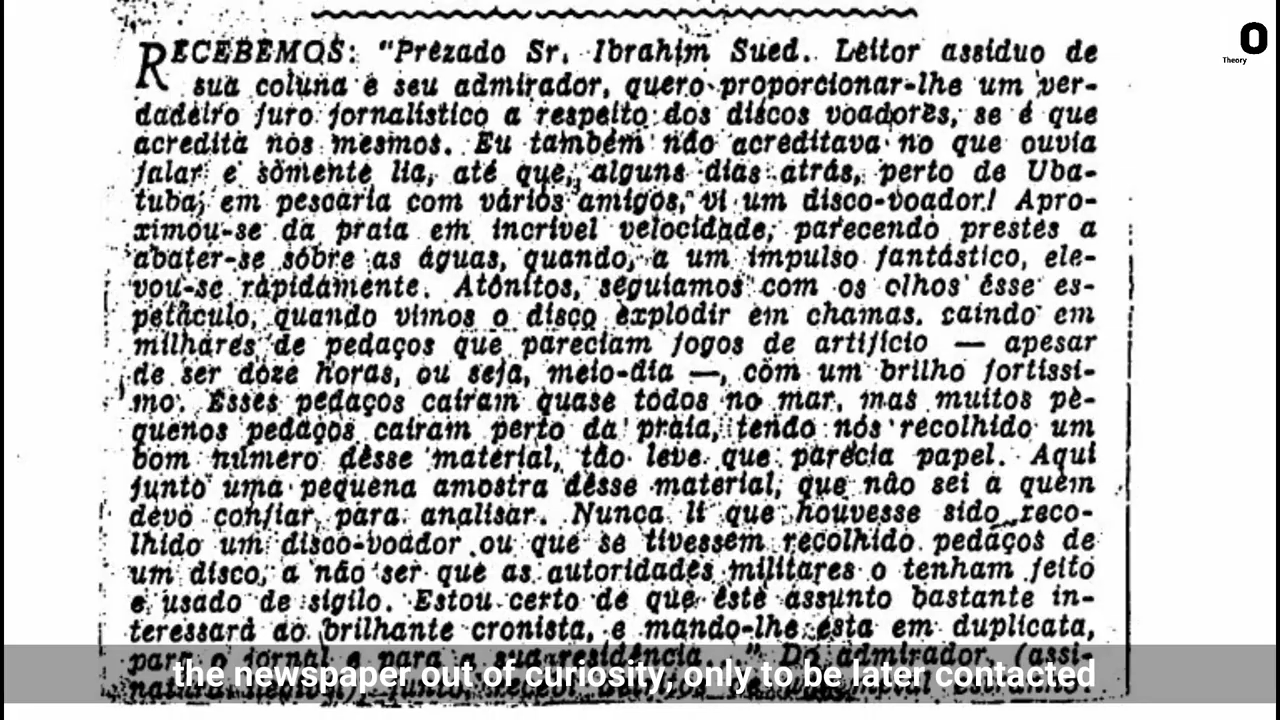 O
Theory
RECEBEMOS: "Prezado Sr. Ibrahim Sued. Leitor assíduo de
sua coluna e seu admirador, quero proporcionar-lhe um ver-
dadeiro furo jornalístico a respeito dos discos voadores, se é que
acredita nos mesmos. Eu também não acreditava no que ouvia
falar e sòmente lia, até que, alguns dias atrás, perto de Uba-
tuba, em pescaria com vários amigos, vi um disco-voador! Apro-
ximou-se da praia em incrível velocidade, parecendo prestes a
abater-se sôbre as águas, quando, a um impulso fantástico, ele-
vou-se ràpidamente. Atônitos, seguíamos com os olhos êsse es-
petáculo, quando vimos o disco explodir em chamas, caindo em
milhares de pedaços que pareciam fogos de artifício — apesar
de ser doze horas, ou seja, meio-dia —, com um brilho fortíssi-
mo. Esses pedaços caíram quase todos no mar, mas muitos pe-
quenos pedaços caíram perto da praia, tendo nós recolhido um
bom número dêsse material, tão leve que parecia papel. Aqui
junto uma pequena amostra dêsse material, que não sei a quem
devo confiar para analisar. Nunca li que houvesse sido reco-
lhido um disco-voador ou que se tivessem recolhido pedaços de
um disco, a não ser que as autoridades militares o tenham feito
e usado de sigilo. Estou certo de que êste assunto bastante in-
teressará ao brilhante cronista, e mando-lhe esta em duplicata,
para o jornal e para a sua residência..." Do admirador (assi-
the newspaper out of curiosity, only to be later contacted